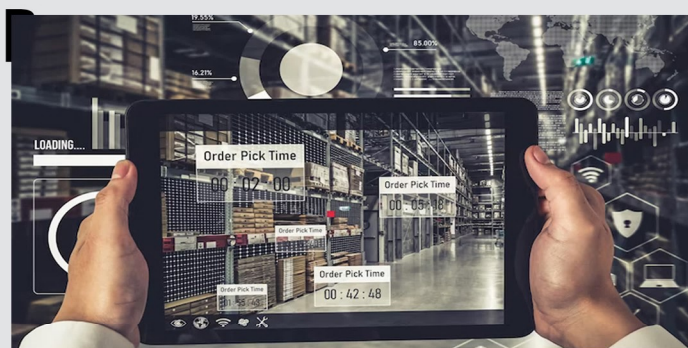 19.55%
85.00%
16.21%
LOADING....
Order Pick Time
00 : 02 : 00
Order Pick Time
00 : 05 : 18
Order Pick Time
Order Pick Time
00 : 42 : 48
Order Pick Time